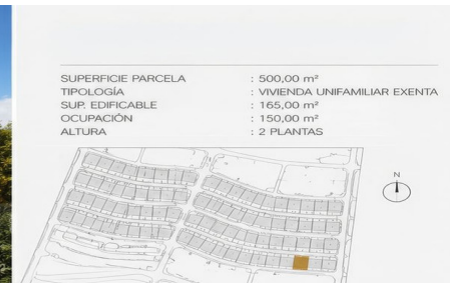 SUPERFICIE PARCELA : 500,00 m²
TIPOLOGÍA : VIVIENDA UNIFAMILIAR EXENTA
SUP. EDIFICABLE : 165,00 m²
OCUPACIÓN : 150,00 m²
ALTURA : 2 PLANTAS
N